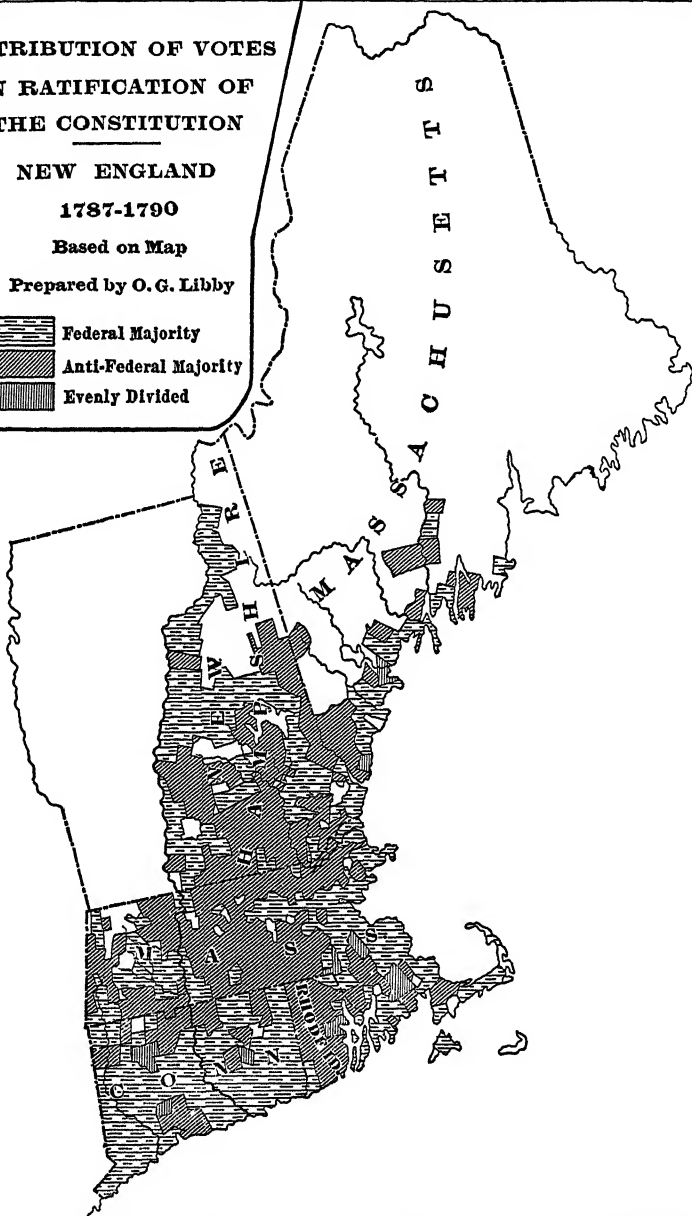 TRIBUTION OF VOTES
N RATIFICATION OF
THE CONSTITUTION
NEW ENGLAND
1787-1790
Based on Map
Prepared by O. G. Libby
Federal Majority
Anti-Federal Majority
Evenly Divided
MASSACHUSETTS
NEW HAMPSHIRE
MASS
CONN
RHODE